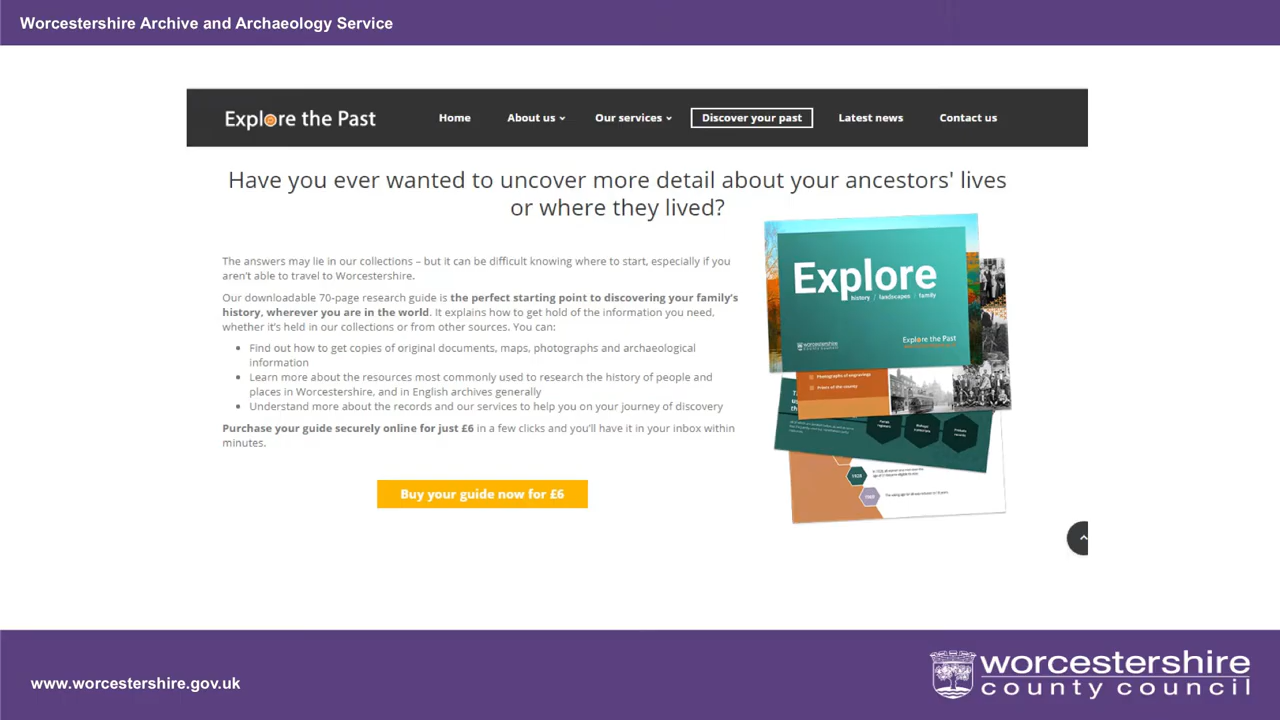 Worcestershire Archive and Archaeology Service
Explore the Past
Home
About us
Our services
Discover your past
Latest news
Contact us
Have you ever wanted to uncover more detail about your ancestors' lives
or where they lived?
The answers may lie in our collections – but it can be difficult knowing where to start, especially if you
aren't able to travel to Worcestershire.
Our downloadable 70-page research guide is the perfect starting point to discovering your family's
history, wherever you are in the world. It explains how to get hold of the information you need,
whether it's held in our collections or from other sources. You can:
• Find out how to get copies of original documents, maps, photographs and archaeological
information
• Learn more about the resources most commonly used to research the history of people and
places in Worcestershire, and in English archives generally
• Understand more about the records and our services to help you on your journey of discovery
Purchase your guide securely online for just £6 in a few clicks and you'll have it in your inbox within
minutes.
Buy your guide now for £6
Explore
history / landscapes / family
Explore the Past
www.worcestershire.gov.uk
worcestershire
county council